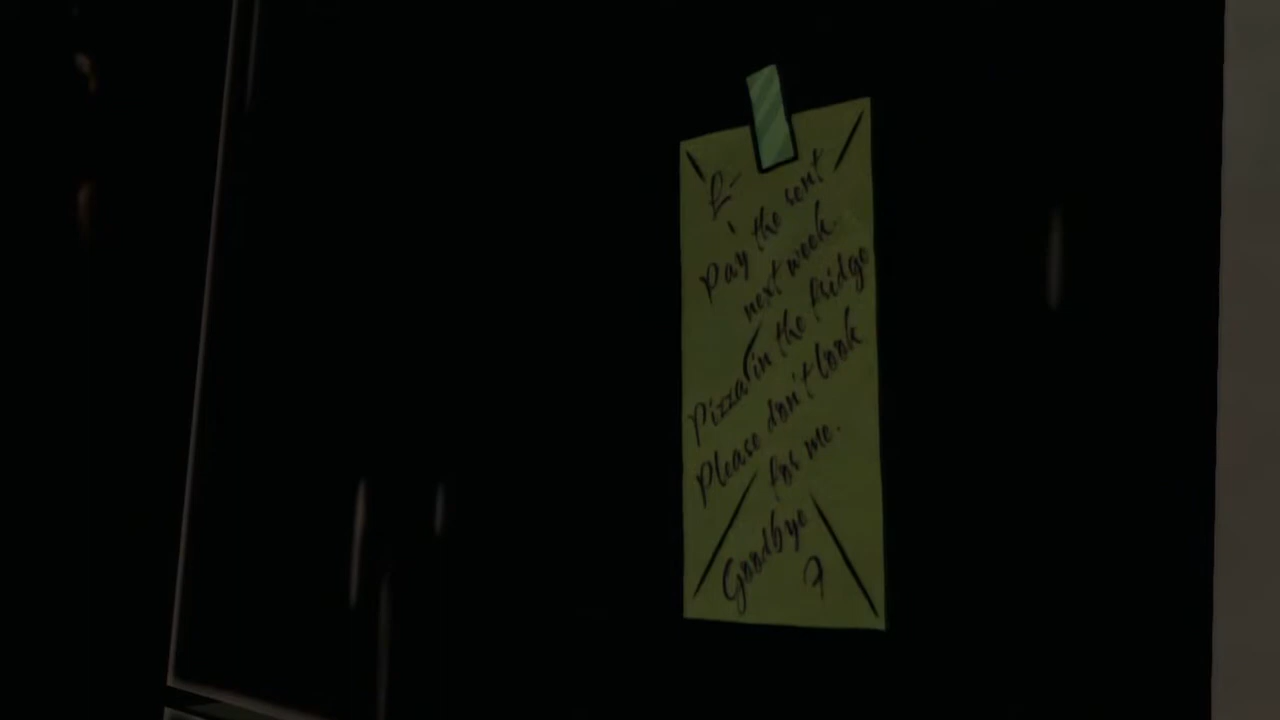 E-
Pay the rent
next week.
Pizza in the fridge
Please don't look
for me.
Goodbye